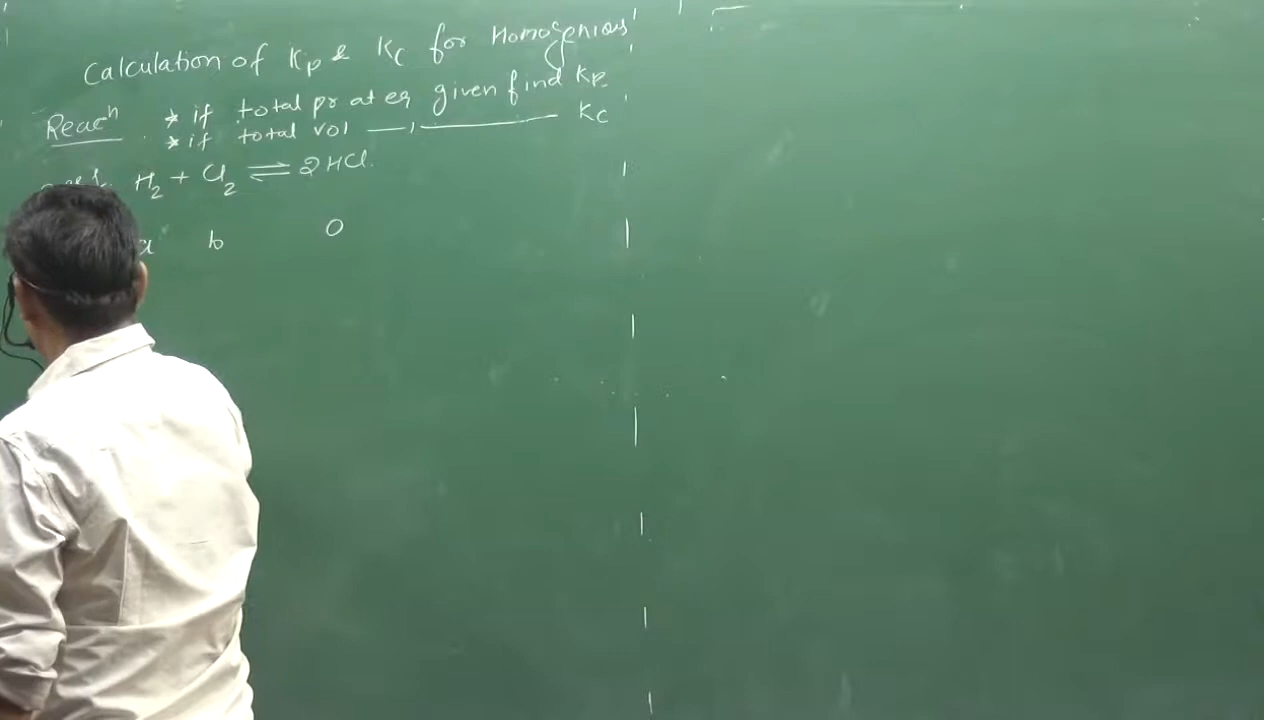 Calculation of Kp & Kc for Homogenious
Reacⁿ * if total pr at eq given find Kp
* if total vol —,— Kc
H₂ + Cl₂ ⇌ 2HCl.
a b 0